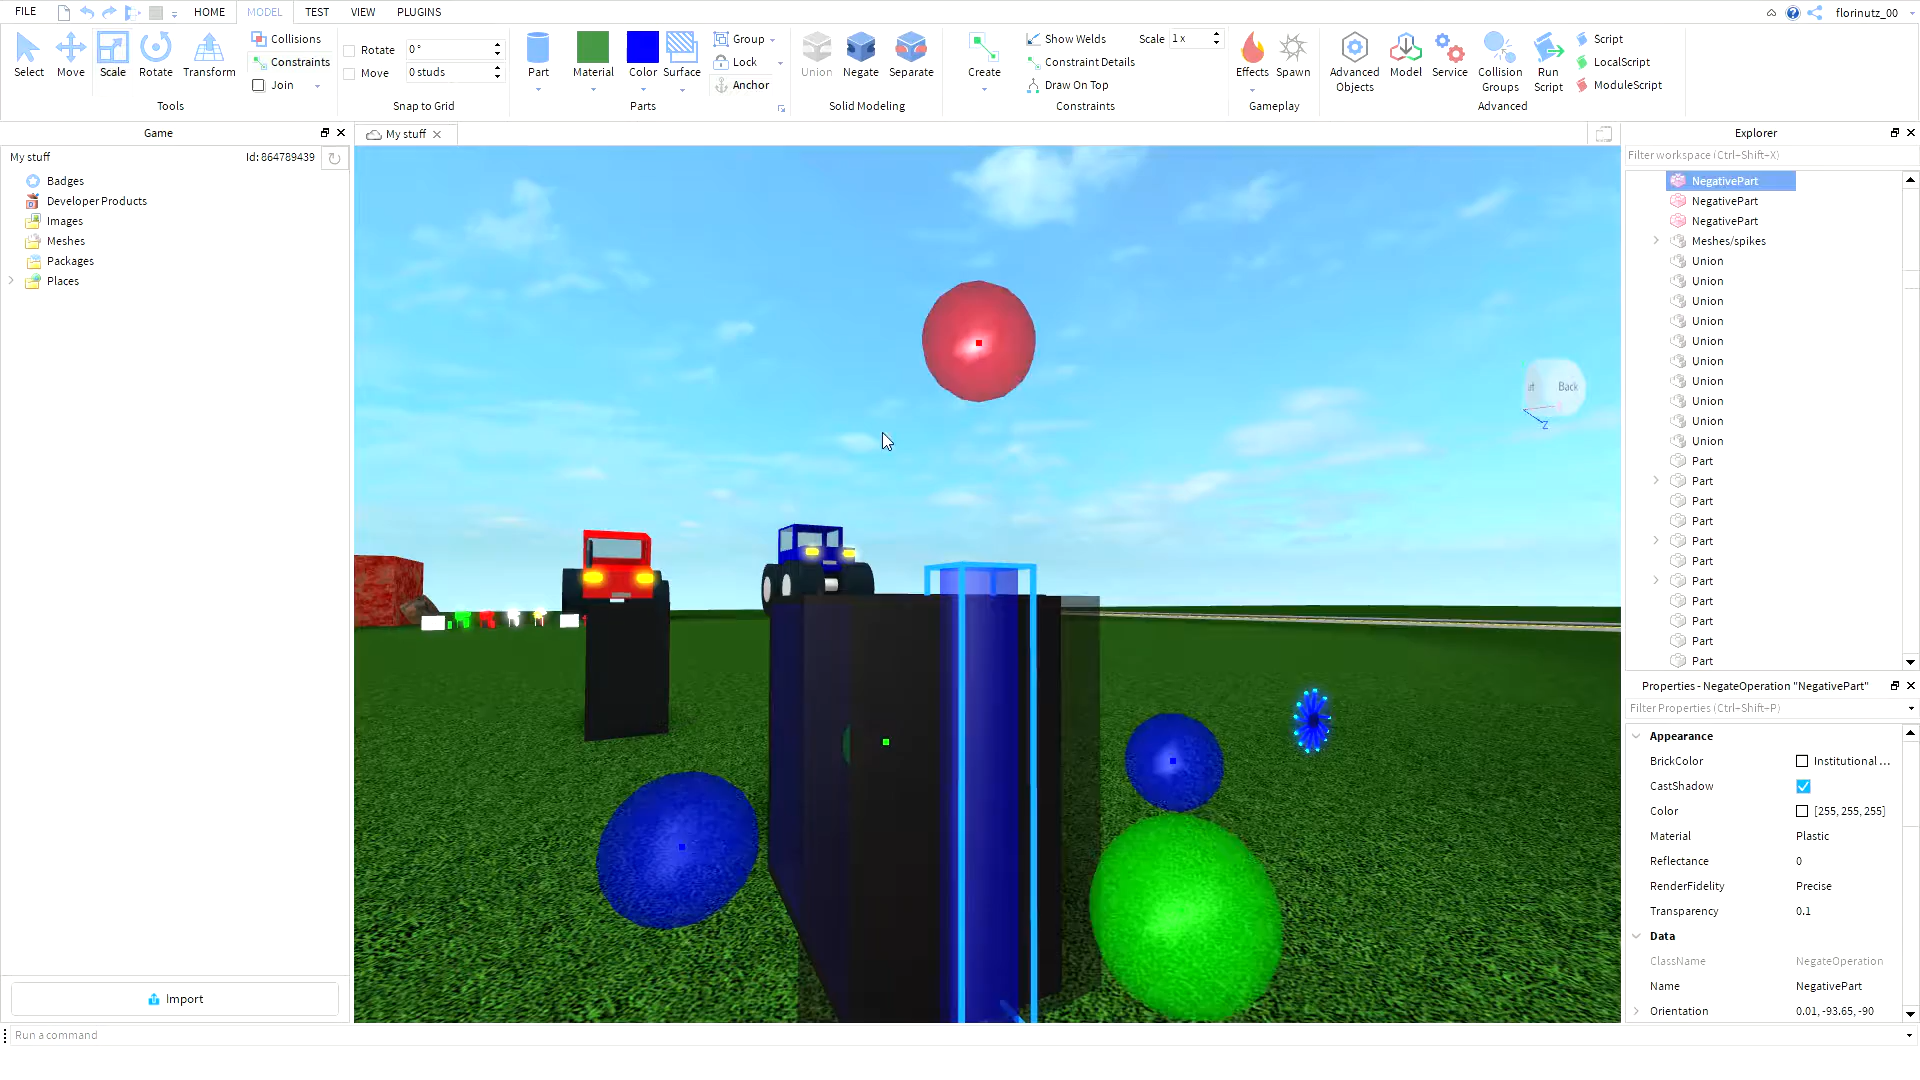 FILE HOME MODEL TEST VIEW PLUGINS florinutz_00
Select Move Scale Rotate Transform
Collisions
Constraints
Join
Tools
Rotate 0 °
Move 0 studs
Snap to Grid
Part Material Color Surface
Group
Lock
Anchor
Parts
Union Negate Separate
Solid Modeling
Create
Show Welds Scale 1 x
Constraint Details
Draw On Top
Constraints
Effects Spawn
Gameplay
Advanced Objects
Model
Service
Collision Groups
Run Script
Script
LocalScript
ModuleScript
Advanced
Game
My stuff Id: 864789439
Badges
Developer Products
Images
Meshes
Packages
Places
Import
My stuff
Back
Z
Explorer
Filter workspace (Ctrl-Shift-X)
NegativePart
NegativePart
NegativePart
Meshes/spikes
Union
Union
Union
Union
Union
Union
Union
Union
Union
Union
Part
Part
Part
Part
Part
Part
Part
Part
Part
Part
Part
Properties - NegateOperation "NegativePart"
Filter Properties (Ctrl-Shift-P)
Appearance
BrickColor Institutional ...
CastShadow
Color [255, 255, 255]
Material Plastic
Reflectance 0
RenderFidelity Precise
Transparency 0.1
Data
ClassName NegateOperation
Name NegativePart
Orientation 0.01, -93.65, -90
Run a command